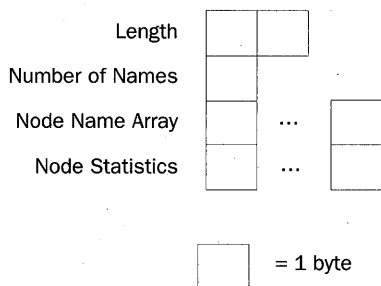 Length
Number of Names
Node Name Array ...
Node Statistics ...
= 1 byte